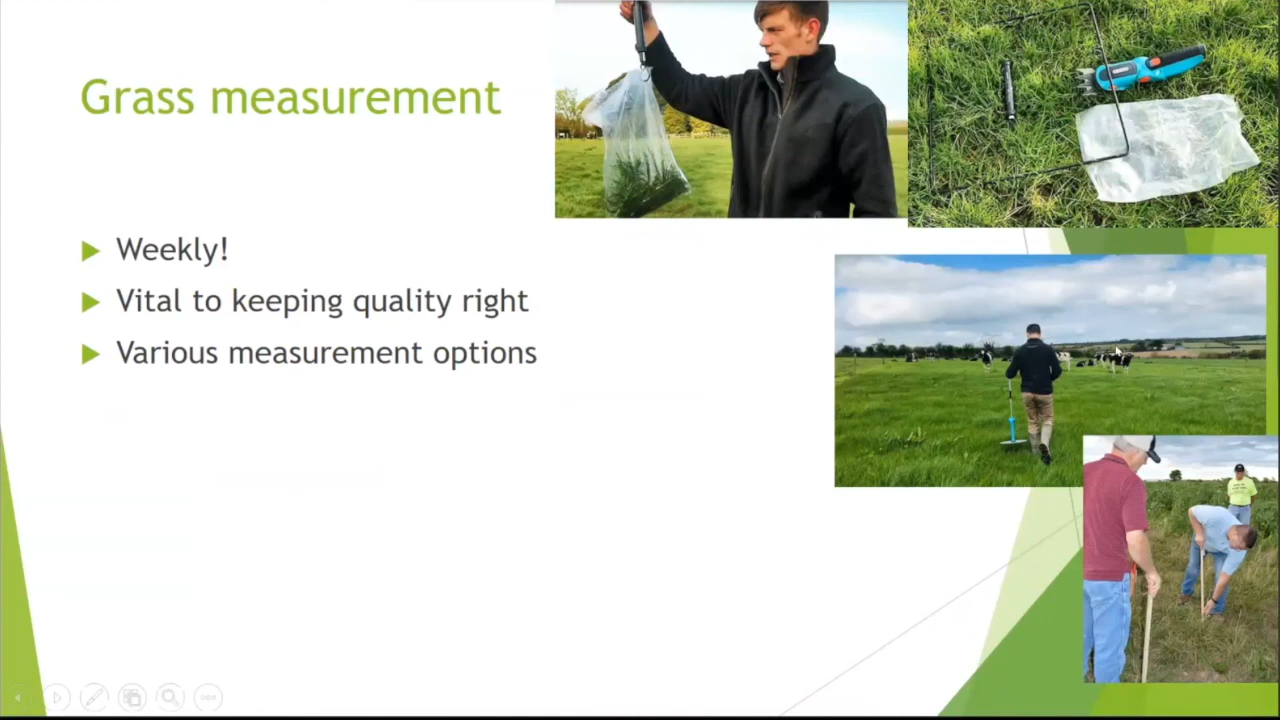 Grass measurement
Weekly!
Vital to keeping quality right
Various measurement options